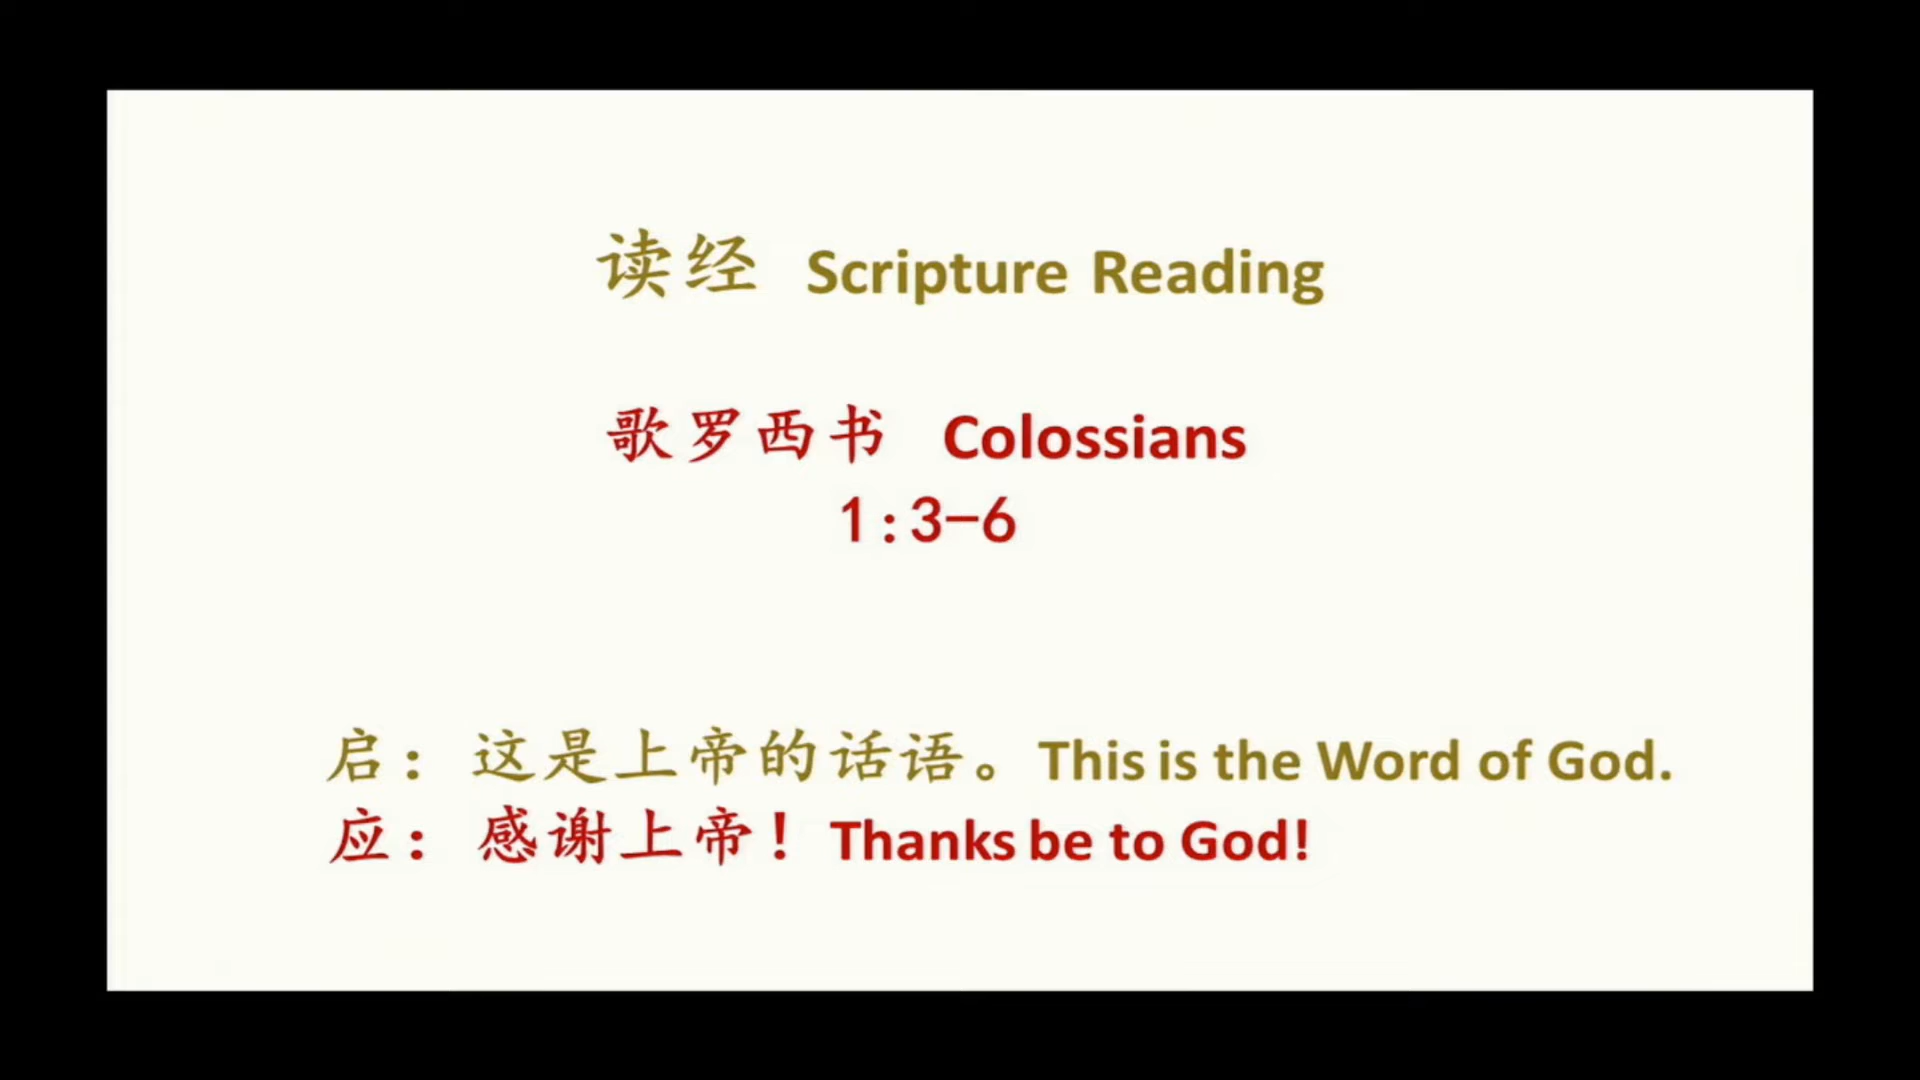 读经 Scripture Reading
歌罗西书 Colossians
1:3-6
启：这是上帝的话语。This is the Word of God.
应：感谢上帝！Thanks be to God!